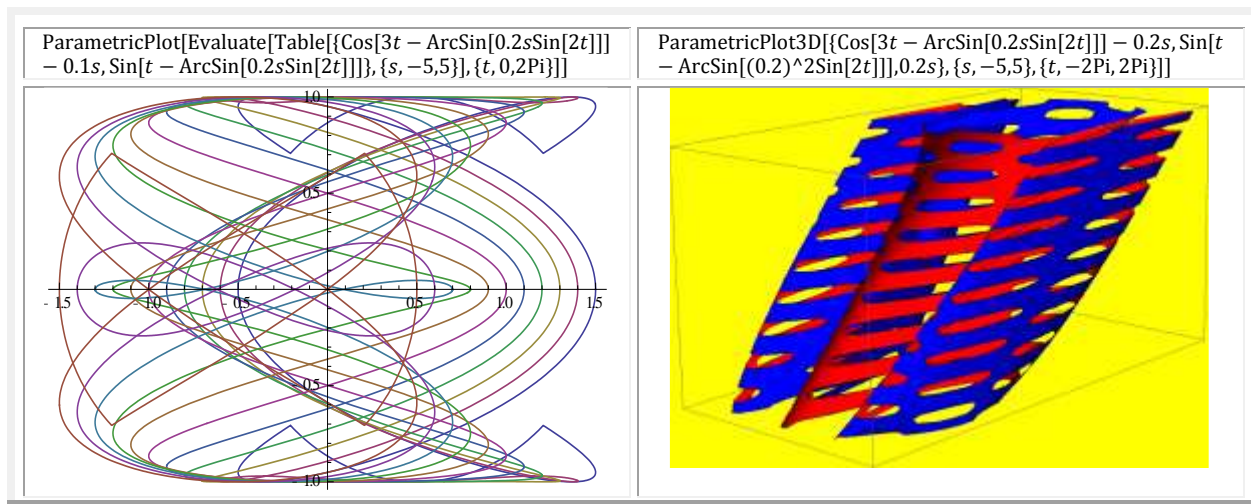 ParametricPlot[Evaluate[Table[{Cos[3t − ArcSin[0.2sSin[2t]]]
− 0.1s, Sin[t − ArcSin[0.2sSin[2t]]]}, {s, −5,5}], {t, 0,2Pi}]]
ParametricPlot3D[{Cos[3t − ArcSin[0.2sSin[2t]]] − 0.2s, Sin[t
− ArcSin[(0.2)^2Sin[2t]]],0.2s}, {s, −5,5}, {t, −2Pi, 2Pi}]]
1.0
0.5
- 1.5 - 1.0 - 0.5 0.5 1.0 1.5
- 0.5
- 1.0